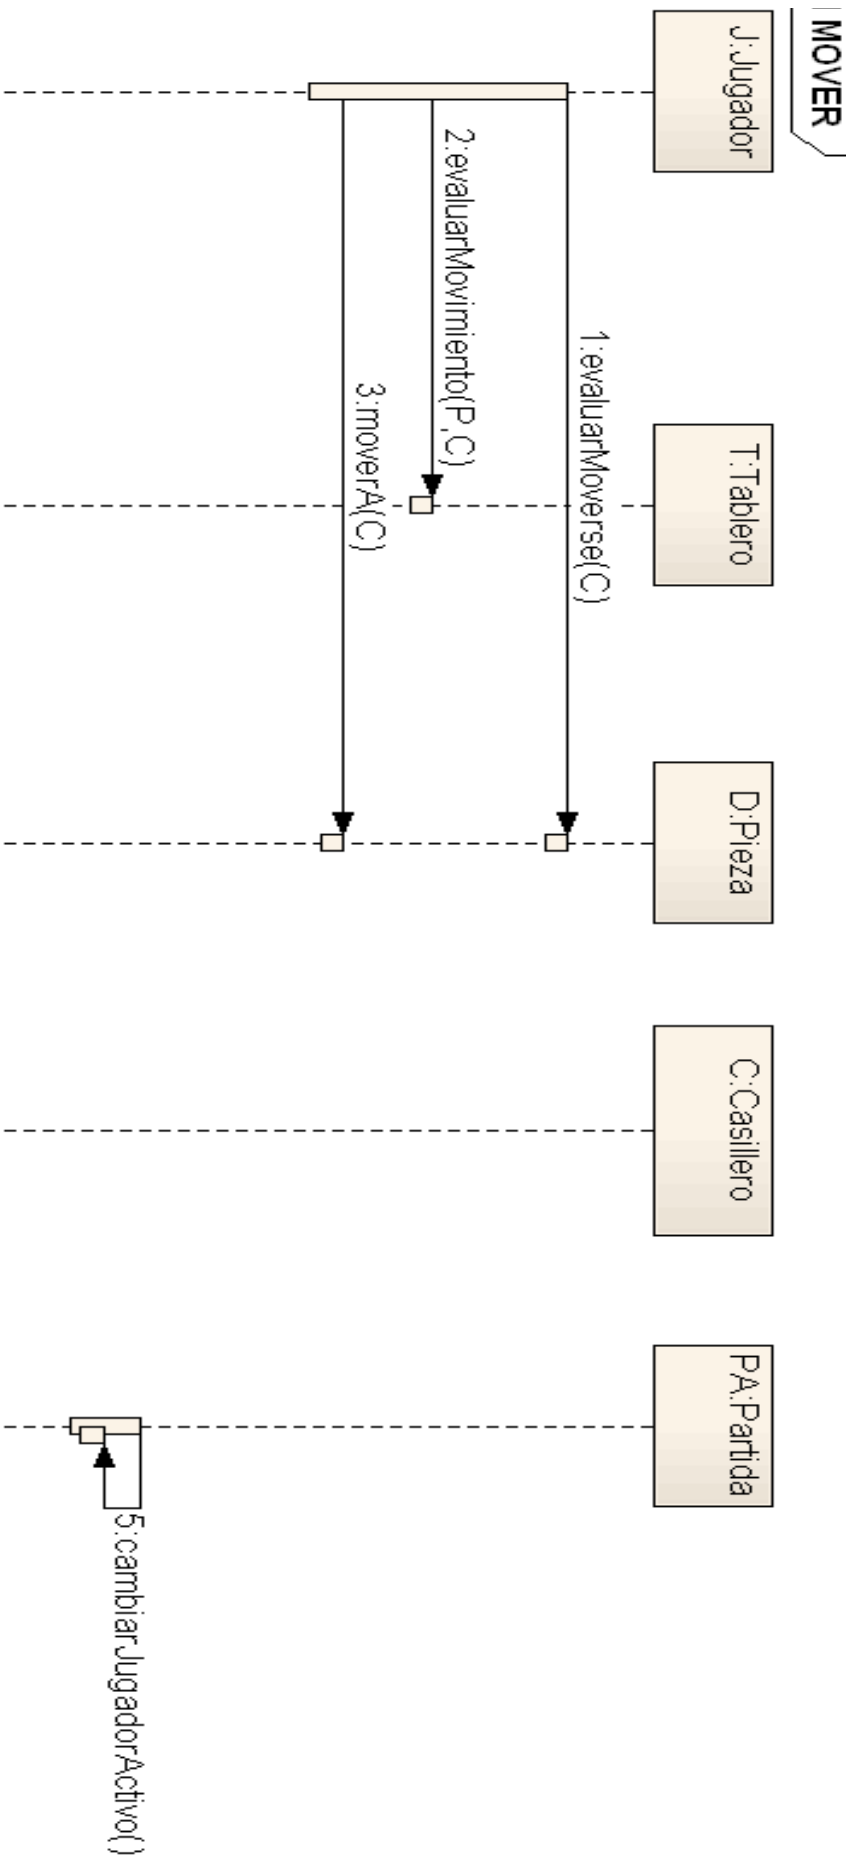 MOVER
J:Jugador
T:Tablero
D:Pieza
C:Casillero
PA:Partida
1:evaluarMoverse(C)
2:evaluarMovimiento(P,C)
3:moverA(C)
5:cambiarJugadorActivo()